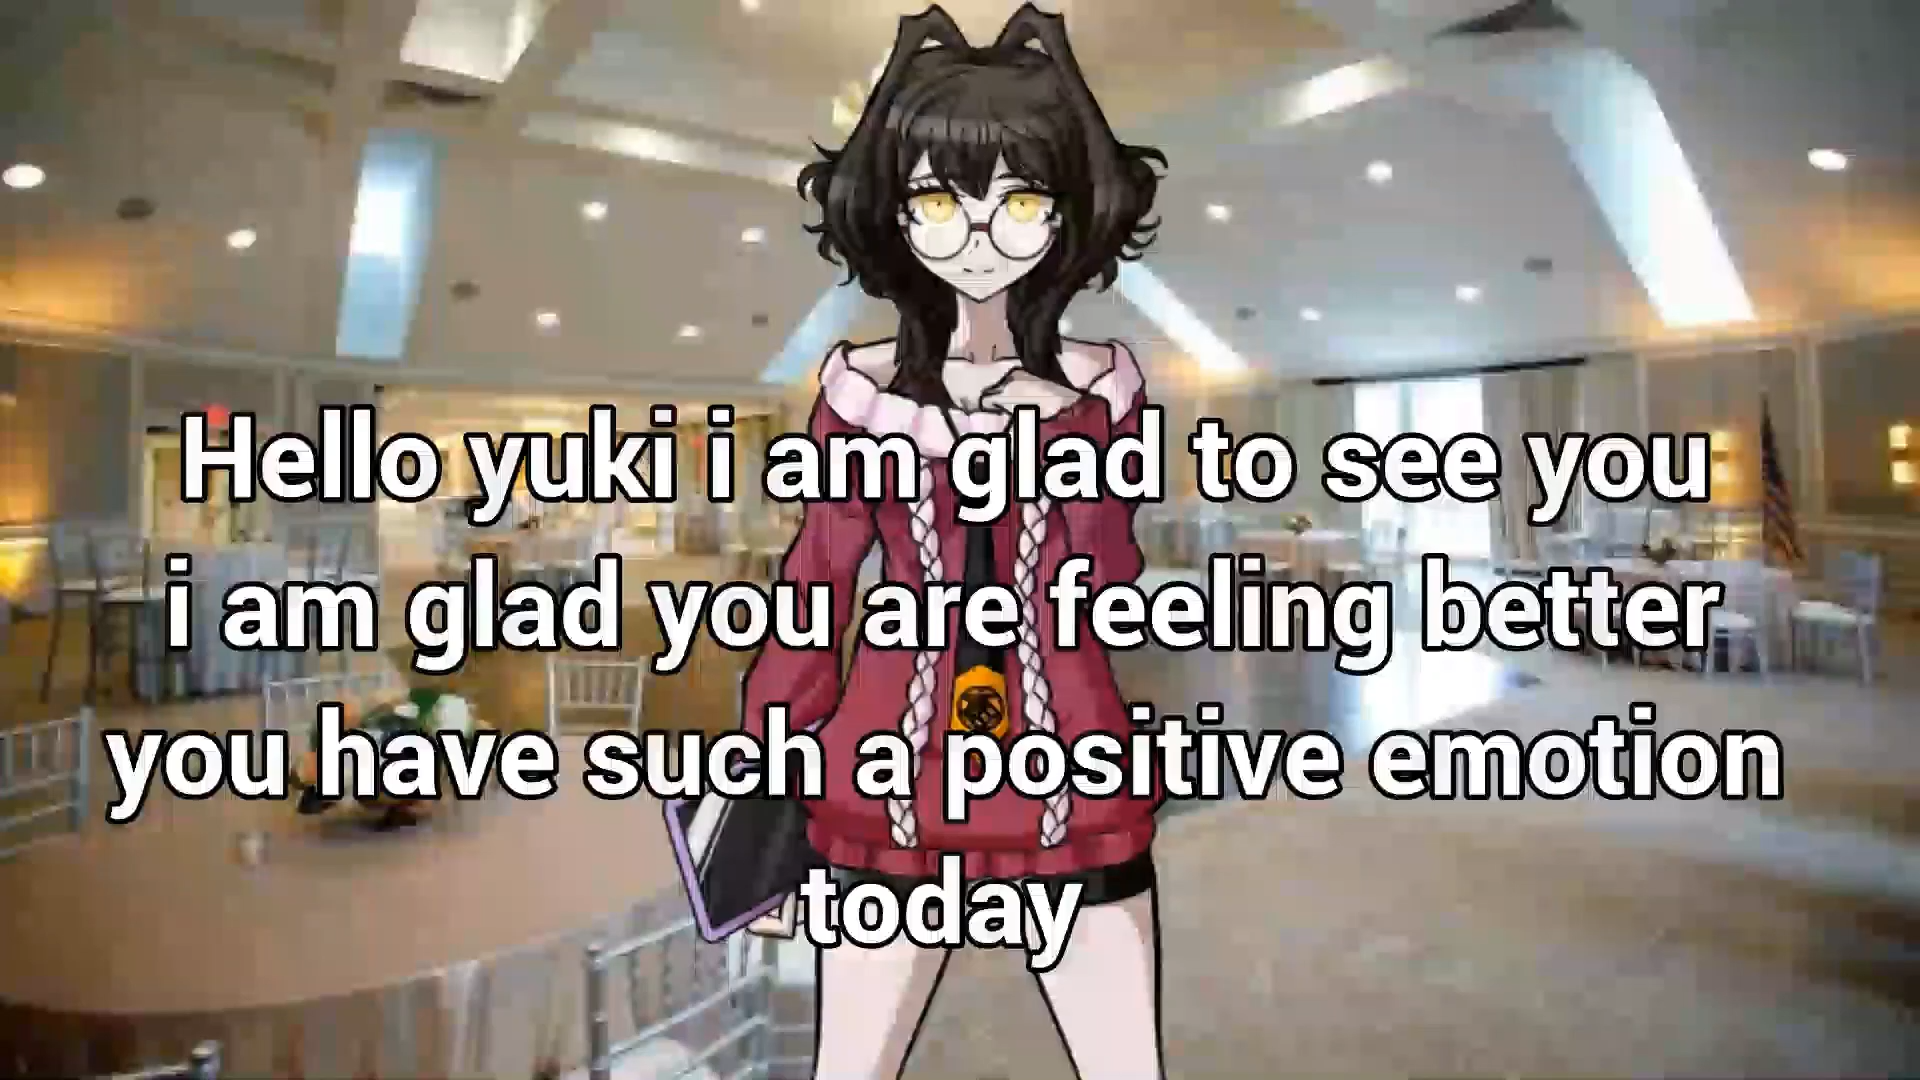 Hello yuki i am glad to see you
i am glad you are feeling better
you have such a positive emotion
today